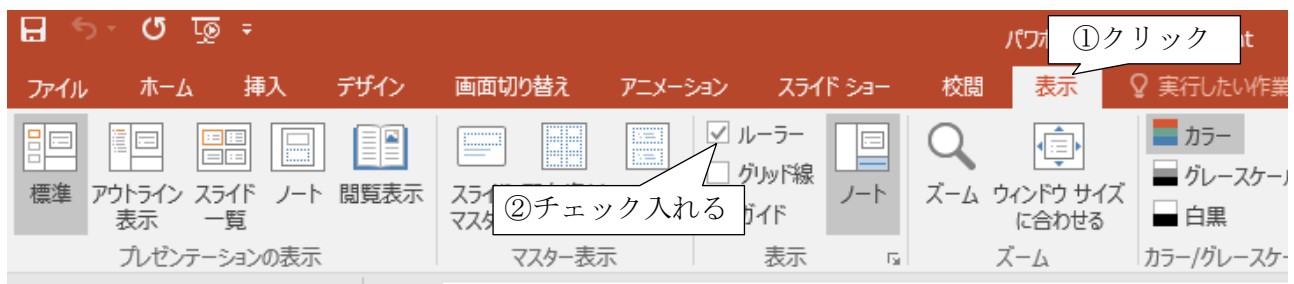 パワポ
①クリック
nt
ファイル ホーム 挿入 デザイン 画面切り替え アニメーション スライド ショー 校閲 表示 実行したい作業
標準
アウトライン
表示
スライド
一覧
ノート
閲覧表示
プレゼンテーションの表示
スライド
マスター
②チェック入れる
マスター表示
ルーラー
グリッド線
ガイド
ノート
表示
ズーム
ウィンドウ サイズ
に合わせる
ズーム
カラー
グレースケール
白黒
カラー/グレースケー